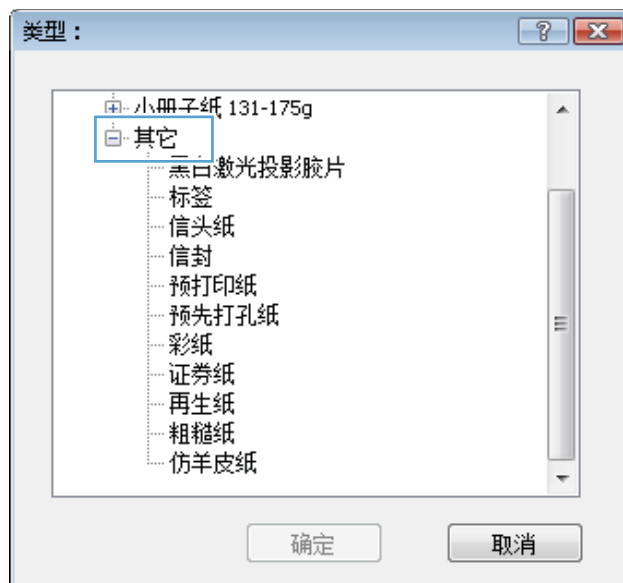 类型：
小册子纸 131-175g
其它
黑白激光投影胶片
标签
信头纸
信封
预打印纸
预先打孔纸
彩纸
证券纸
再生纸
粗糙纸
仿羊皮纸
确定
取消